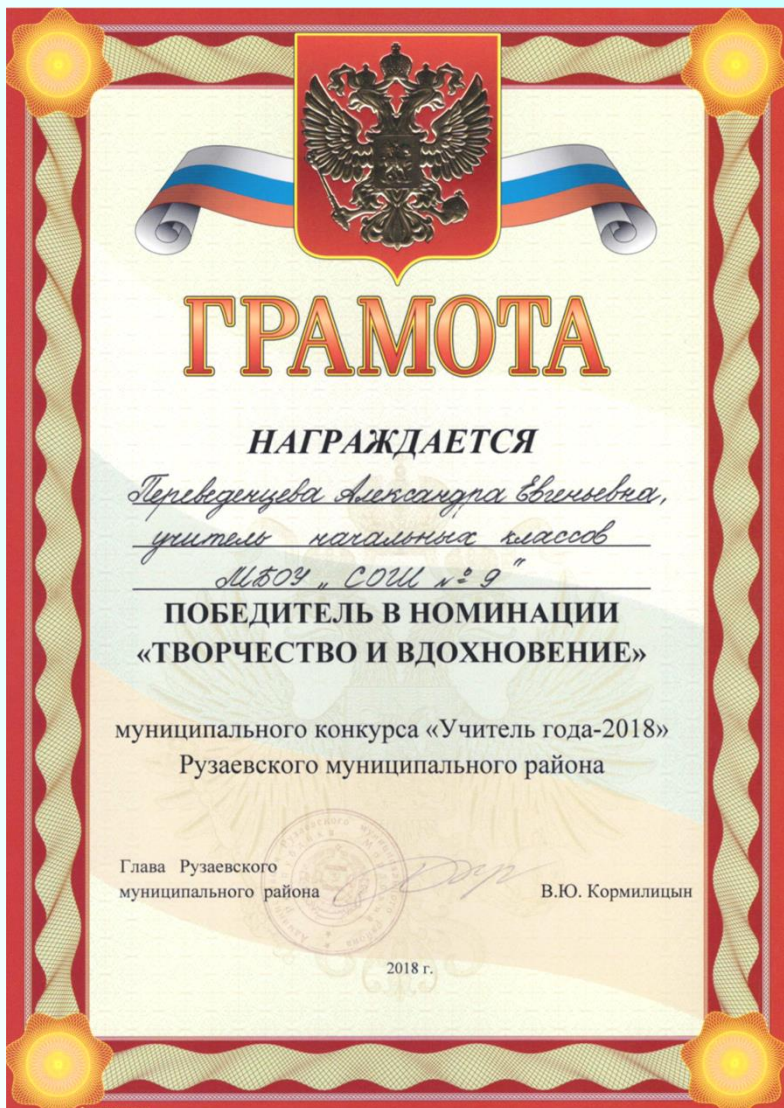 ГРАМОТА
НАГРАЖДАЕТСЯ
Переведенцева Александра Евгеньевна,
учитель начальных классов
МБОУ „СОШ № 9"
ПОБЕДИТЕЛЬ В НОМИНАЦИИ
«ТВОРЧЕСТВО И ВДОХНОВЕНИЕ»
муниципального конкурса «Учитель года-2018»
Рузаевского муниципального района
Глава Рузаевского
муниципального района
В.Ю. Кормилицын
2018 г.